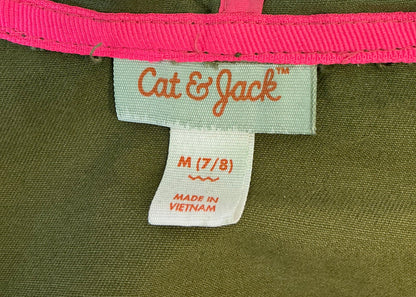 Cat & Jack™
M (7/8)
MADE IN
VIETNAM